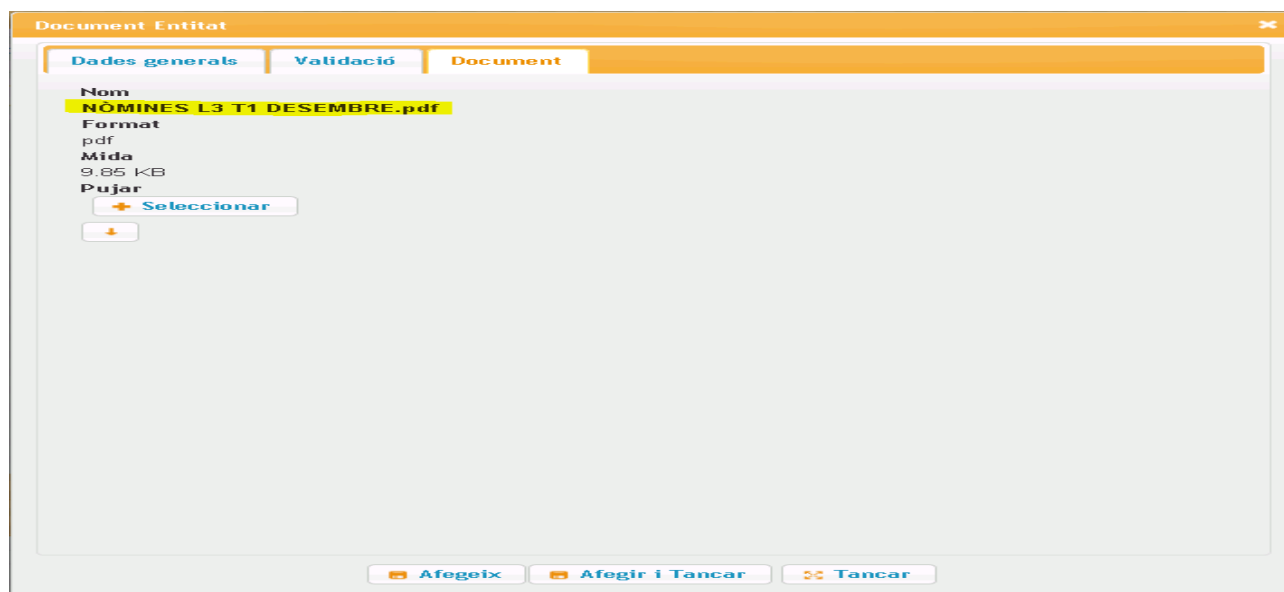 Document Entitat
Dades generals Validació Document
Nom
NÒMINES L3 T1 DESEMBRE.pdf
Format
pdf
Mida
9.85 KB
Pujar
Seleccionar
Afegeix Afegir i Tancar Tancar